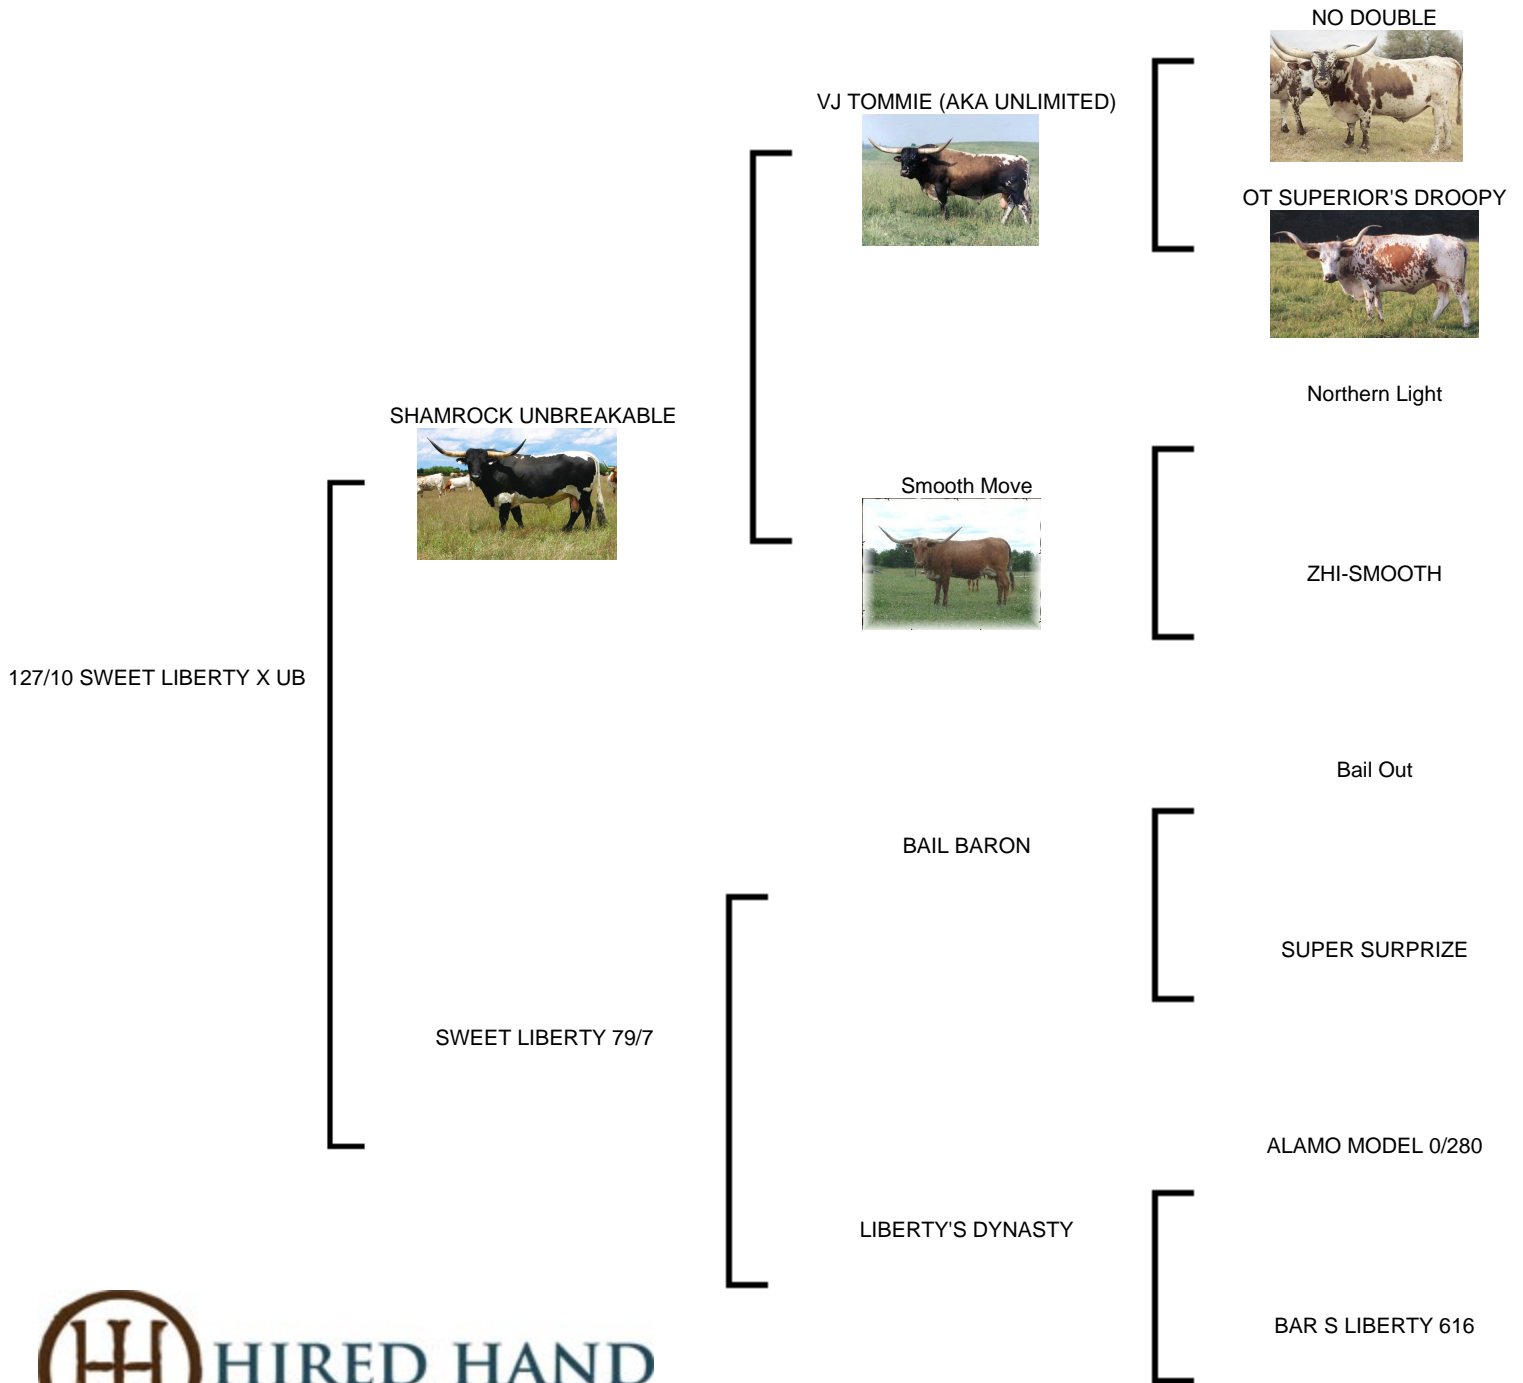 NO DOUBLE
VJ TOMMIE (AKA UNLIMITED)
OT SUPERIOR'S DROOPY
Northern Light
SHAMROCK UNBREAKABLE
Smooth Move
ZHI-SMOOTH
127/10 SWEET LIBERTY X UB
Bail Out
BAIL BARON
SUPER SURPRIZE
SWEET LIBERTY 79/7
ALAMO MODEL 0/280
LIBERTY'S DYNASTY
BAR S LIBERTY 616
HIRED HAND